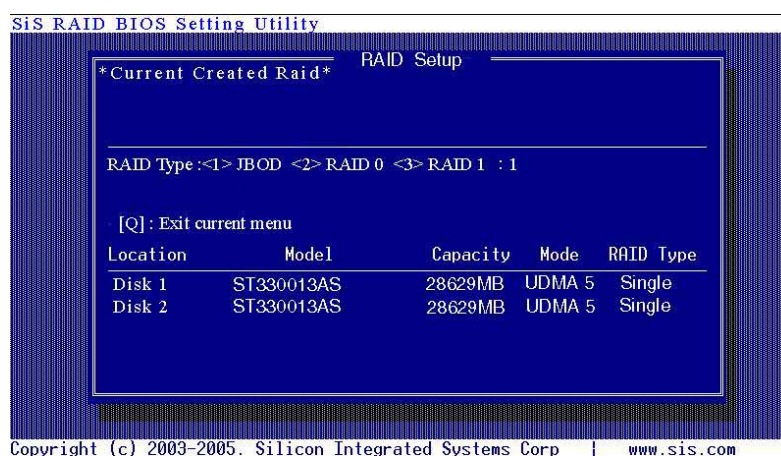 SiS RAID BIOS Setting Utility
RAID Setup
*Current Created Raid*
RAID Type :<1> JBOD <2> RAID 0 <3> RAID 1 : 1
[Q] : Exit current menu
Location Model Capacity Mode RAID Type
Disk 1 ST330013AS 28629MB UDMA 5 Single
Disk 2 ST330013AS 28629MB UDMA 5 Single
Copyright (c) 2003-2005. Silicon Integrated Systems Corp | www.sis.com